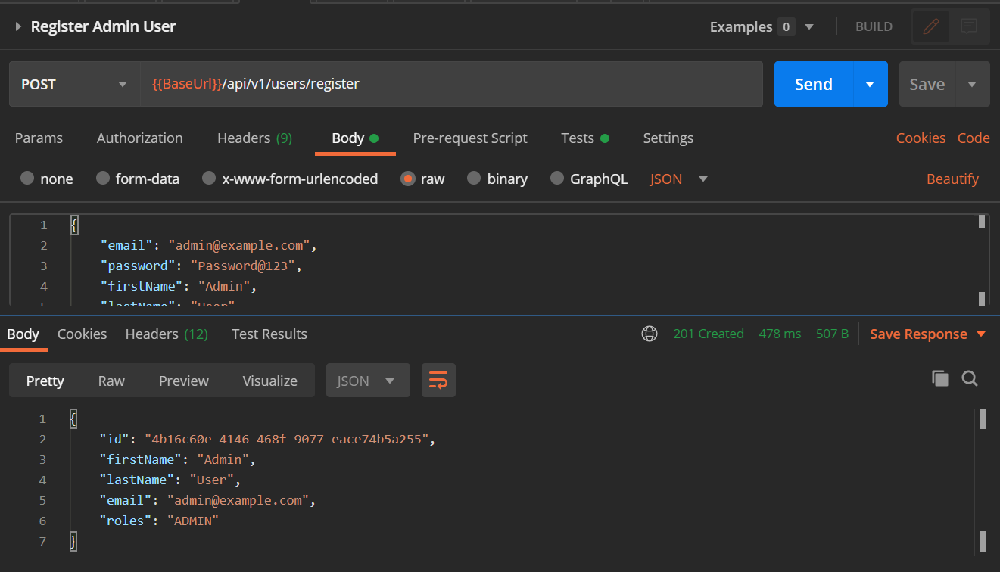 Register Admin User Examples 0 BUILD
POST {{BaseUrl}}/api/v1/users/register Send Save
Params Authorization Headers (9) Body Pre-request Script Tests Settings Cookies Code
none form-data x-www-form-urlencoded raw binary GraphQL JSON Beautify
1 {
2 "email": "admin@example.com",
3 "password": "Password@123",
4 "firstName": "Admin",
5 "lastName": "User"
Body Cookies Headers (12) Test Results 201 Created 478 ms 507 B Save Response
Pretty Raw Preview Visualize JSON
1 {
2 "id": "4b16c60e-4146-468f-9077-eace74b5a255",
3 "firstName": "Admin",
4 "lastName": "User",
5 "email": "admin@example.com",
6 "roles": "ADMIN"
7 }